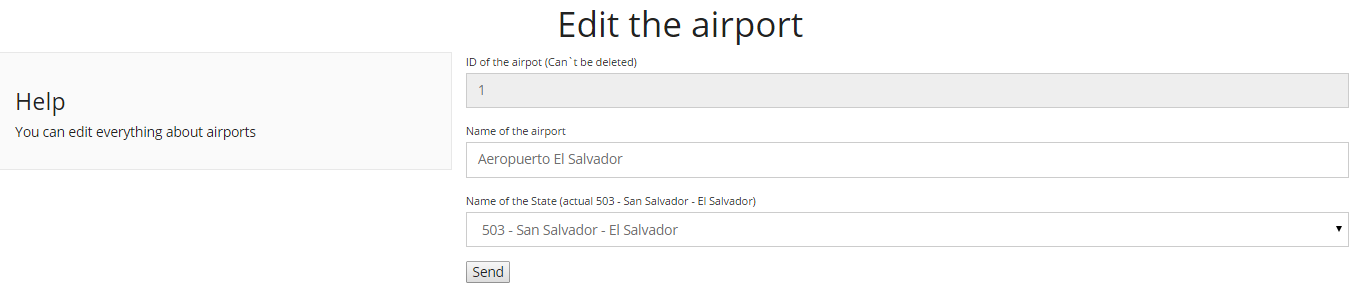 Edit the airport
Help
You can edit everything about airports
ID of the airpot (Can`t be deleted)
1
Name of the airport
Aeropuerto El Salvador
Name of the State (actual 503 - San Salvador - El Salvador)
503 - San Salvador - El Salvador
Send